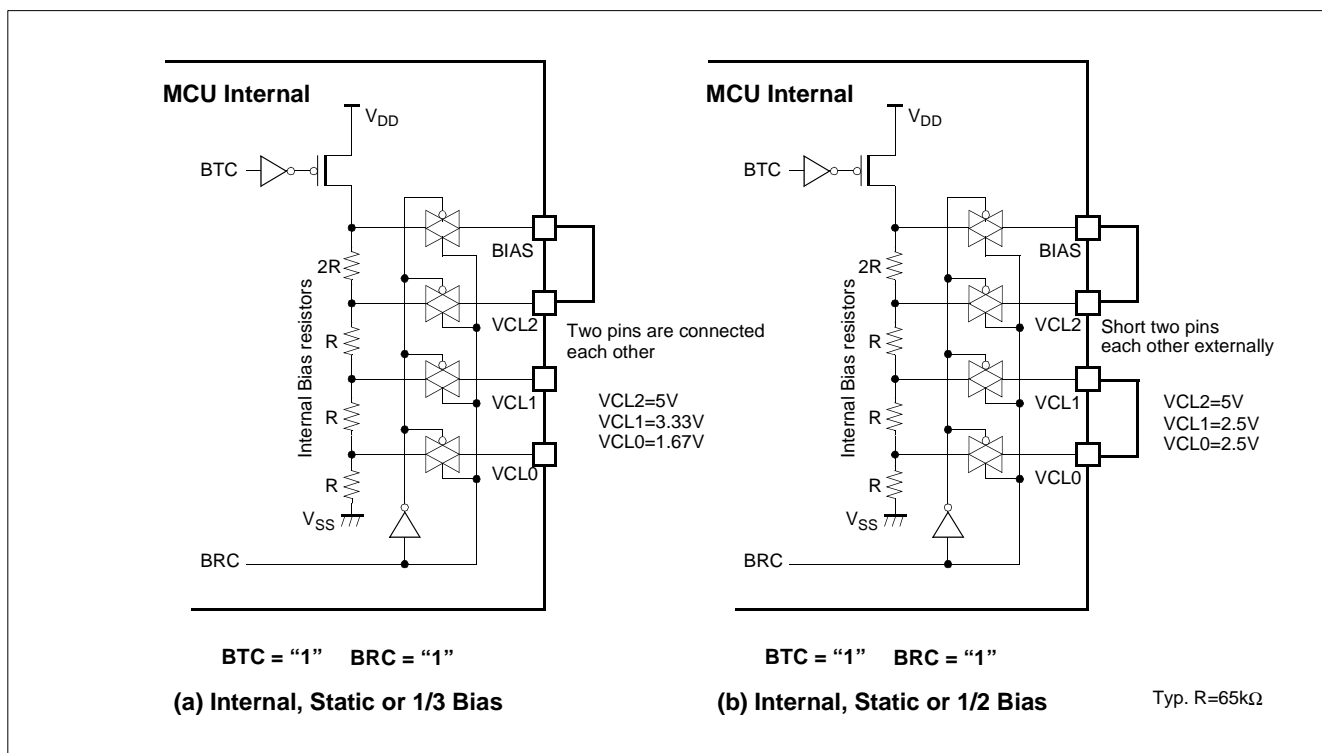 MCU Internal
VDD
BTC
BIAS
2R
VCL2
Two pins are connected
each other
R
Internal Bias resistors
VCL1
VCL2=5V
VCL1=3.33V
VCL0=1.67V
R
VCL0
R
VSS
BRC
BTC = “1” BRC = “1”
(a) Internal, Static or 1/3 Bias
MCU Internal
VDD
BTC
BIAS
2R
VCL2
Short two pins
each other externally
R
Internal Bias resistors
VCL1
VCL2=5V
VCL1=2.5V
VCL0=2.5V
R
VCL0
R
VSS
BRC
BTC = “1” BRC = “1”
(b) Internal, Static or 1/2 Bias
Typ. R=65kΩ